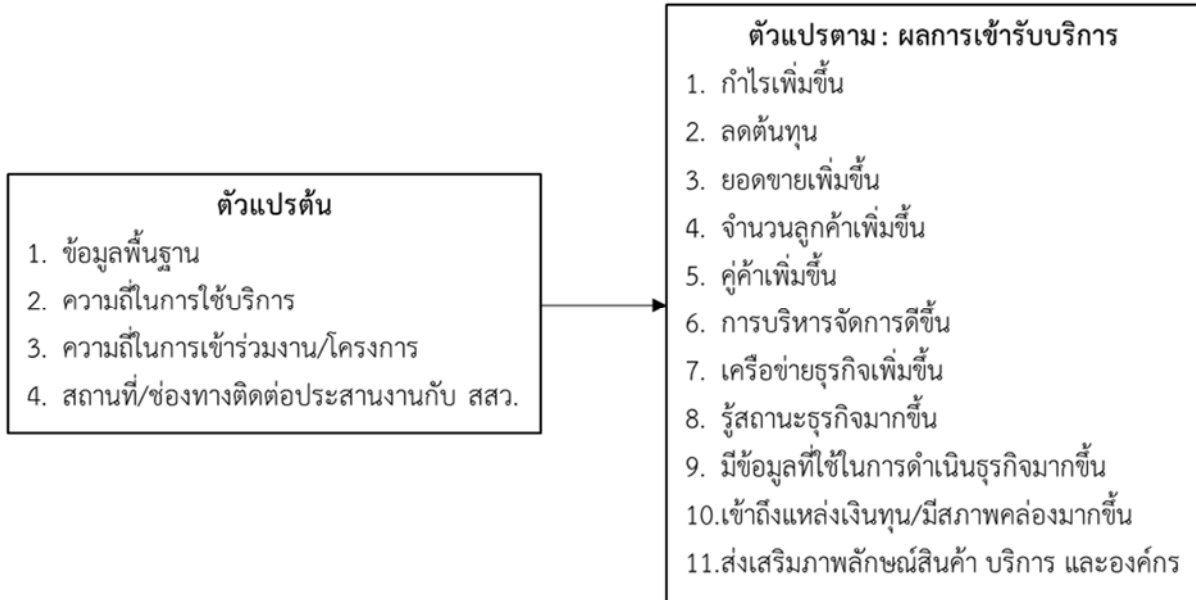 ตัวแปรต้น
1. ข้อมูลพื้นฐาน
2. ความถี่ในการใช้บริการ
3. ความถี่ในการเข้าร่วมงาน/โครงการ
4. สถานที่/ช่องทางติดต่อประสานงานกับ สสว.
ตัวแปรตาม : ผลการเข้ารับบริการ
1. กำไรเพิ่มขึ้น
2. ลดต้นทุน
3. ยอดขายเพิ่มขึ้น
4. จำนวนลูกค้าเพิ่มขึ้น
5. คู่ค้าเพิ่มขึ้น
6. การบริหารจัดการดีขึ้น
7. เครือข่ายธุรกิจเพิ่มขึ้น
8. รู้สถานะธุรกิจมากขึ้น
9. มีข้อมูลที่ใช้ในการดำเนินธุรกิจมากขึ้น
10.เข้าถึงแหล่งเงินทุน/มีสภาพคล่องมากขึ้น
11.ส่งเสริมภาพลักษณ์สินค้า บริการ และองค์กร